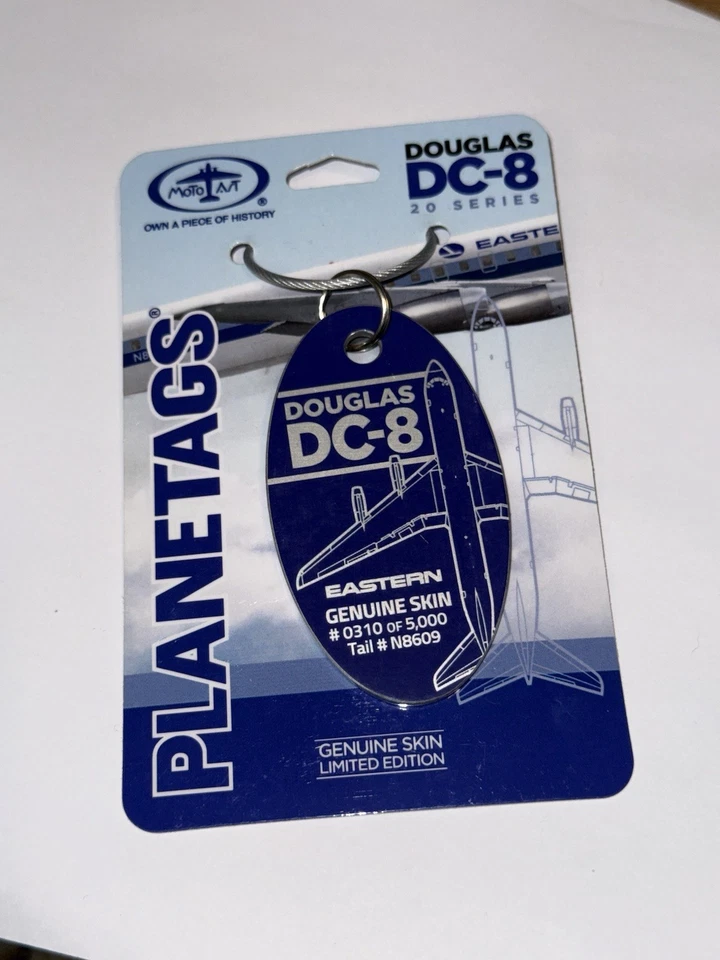 MOTO ART ®
OWN A PIECE OF HISTORY
DOUGLAS
DC-8
20 SERIES
EASTE
N8
PLANETAGS®
DOUGLAS
DC-8
EASTERN
GENUINE SKIN
# 0310 OF 5,000
Tail # N8609
GENUINE SKIN
LIMITED EDITION